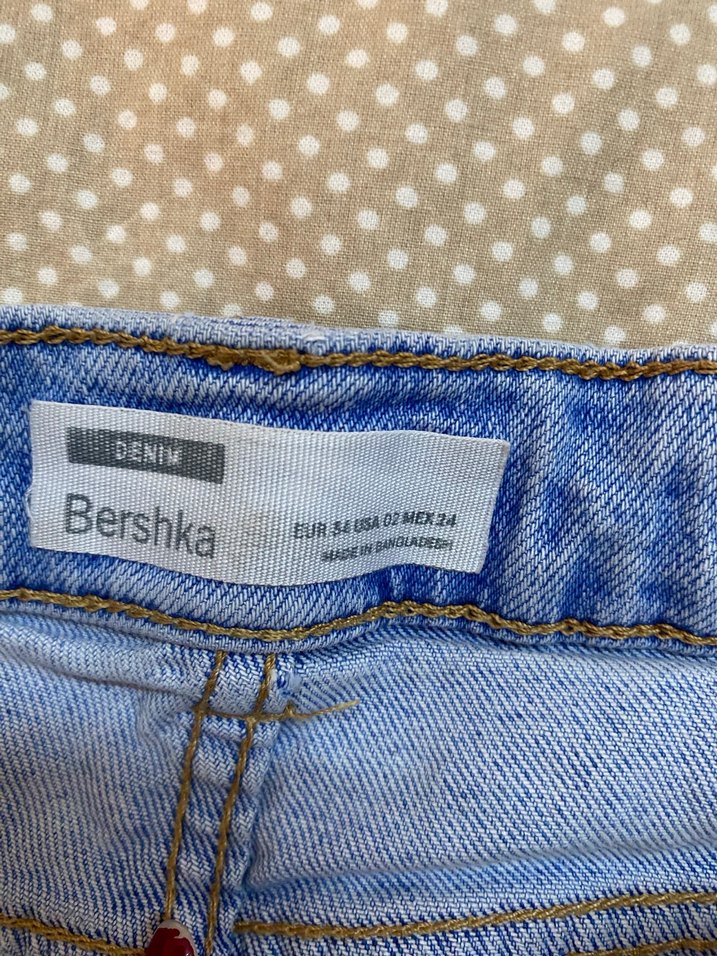 DENIM
Bershka
EUR 34 USA 02 MEX 24
MADE IN BANGLADESH